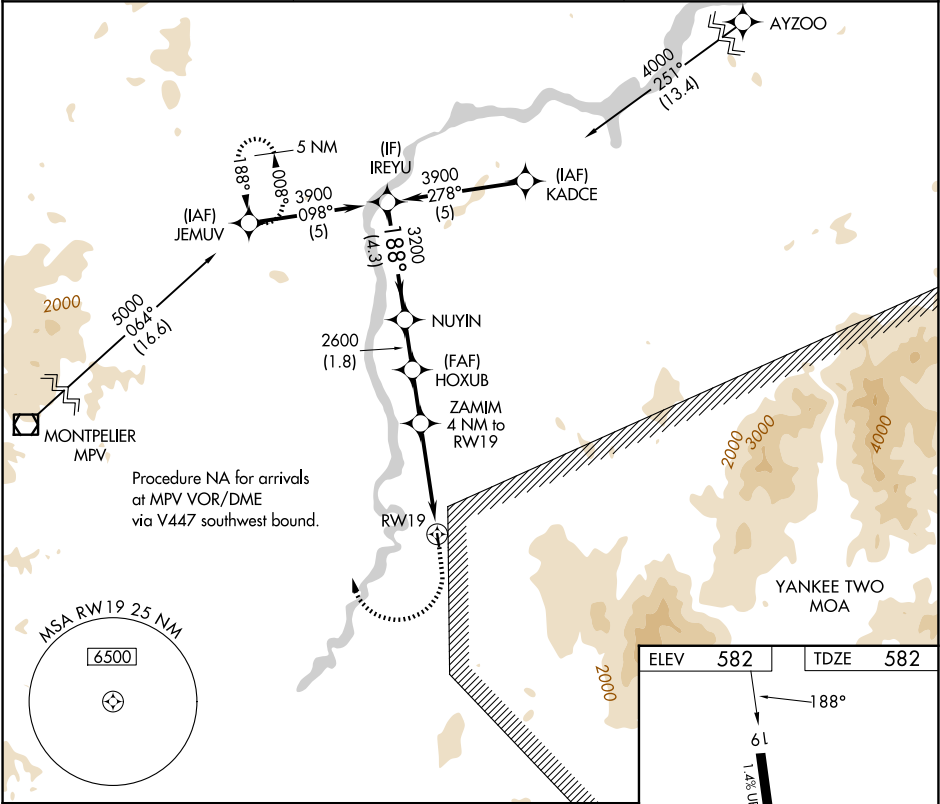 AYZOO
4000
251°
(13.4)
5 NM
188°
008°
(IF)
IREYU
(IAF)
JEMUV
3900
098°
(5)
3900
278°
(5)
(IAF)
KADCE
3200
188°
(4.3)
2000
5000
064°
(16.6)
NUYIN
2600
(1.8)
(FAF)
HOXUB
ZAMIM
4 NM to
RW19
MONTPELIER
MPV
2000
3000
4000
Procedure NA for arrivals
at MPV VOR/DME
via V447 southwest bound.
RW19
YANKEE TWO
MOA
MSA RW19 25 NM
6500
2000
ELEV 582
TDZE 582
188°
19
1.4%